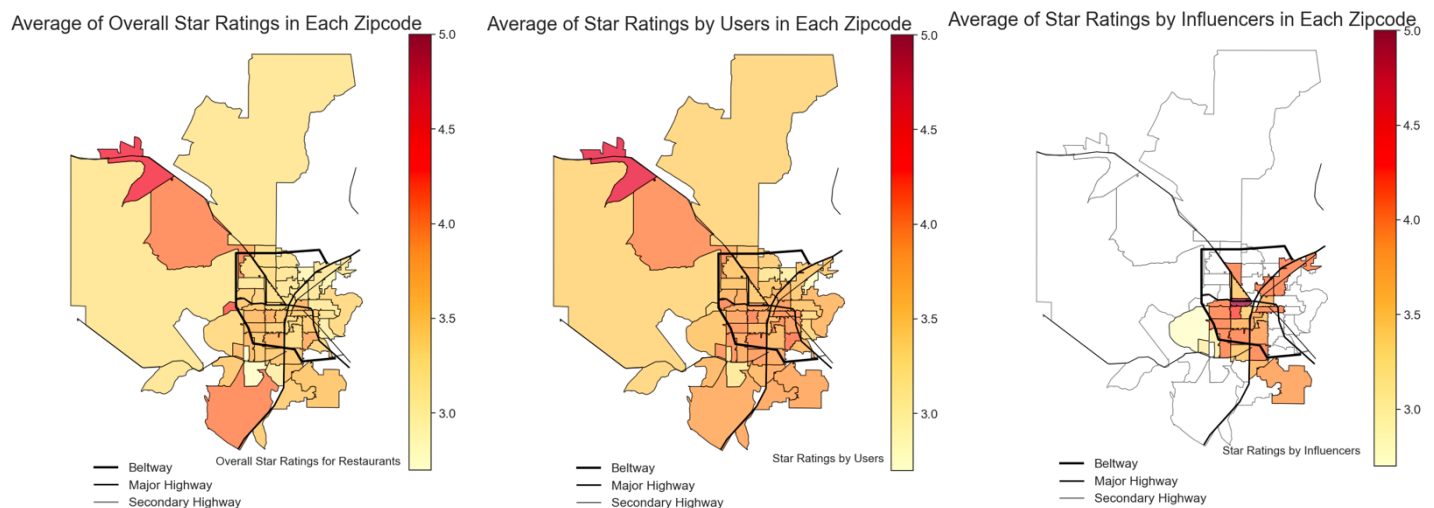 Average of Overall Star Ratings in Each Zipcode
5.0
4.5
4.0
3.5
3.0
Overall Star Ratings for Restaurants
Beltway
Major Highway
Secondary Highway
Average of Star Ratings by Users in Each Zipcode
5.0
4.5
4.0
3.5
3.0
Star Ratings by Users
Beltway
Major Highway
Secondary Highway
Average of Star Ratings by Influencers in Each Zipcode
5.0
4.5
4.0
3.5
3.0
Star Ratings by Influencers
Beltway
Major Highway
Secondary Highway